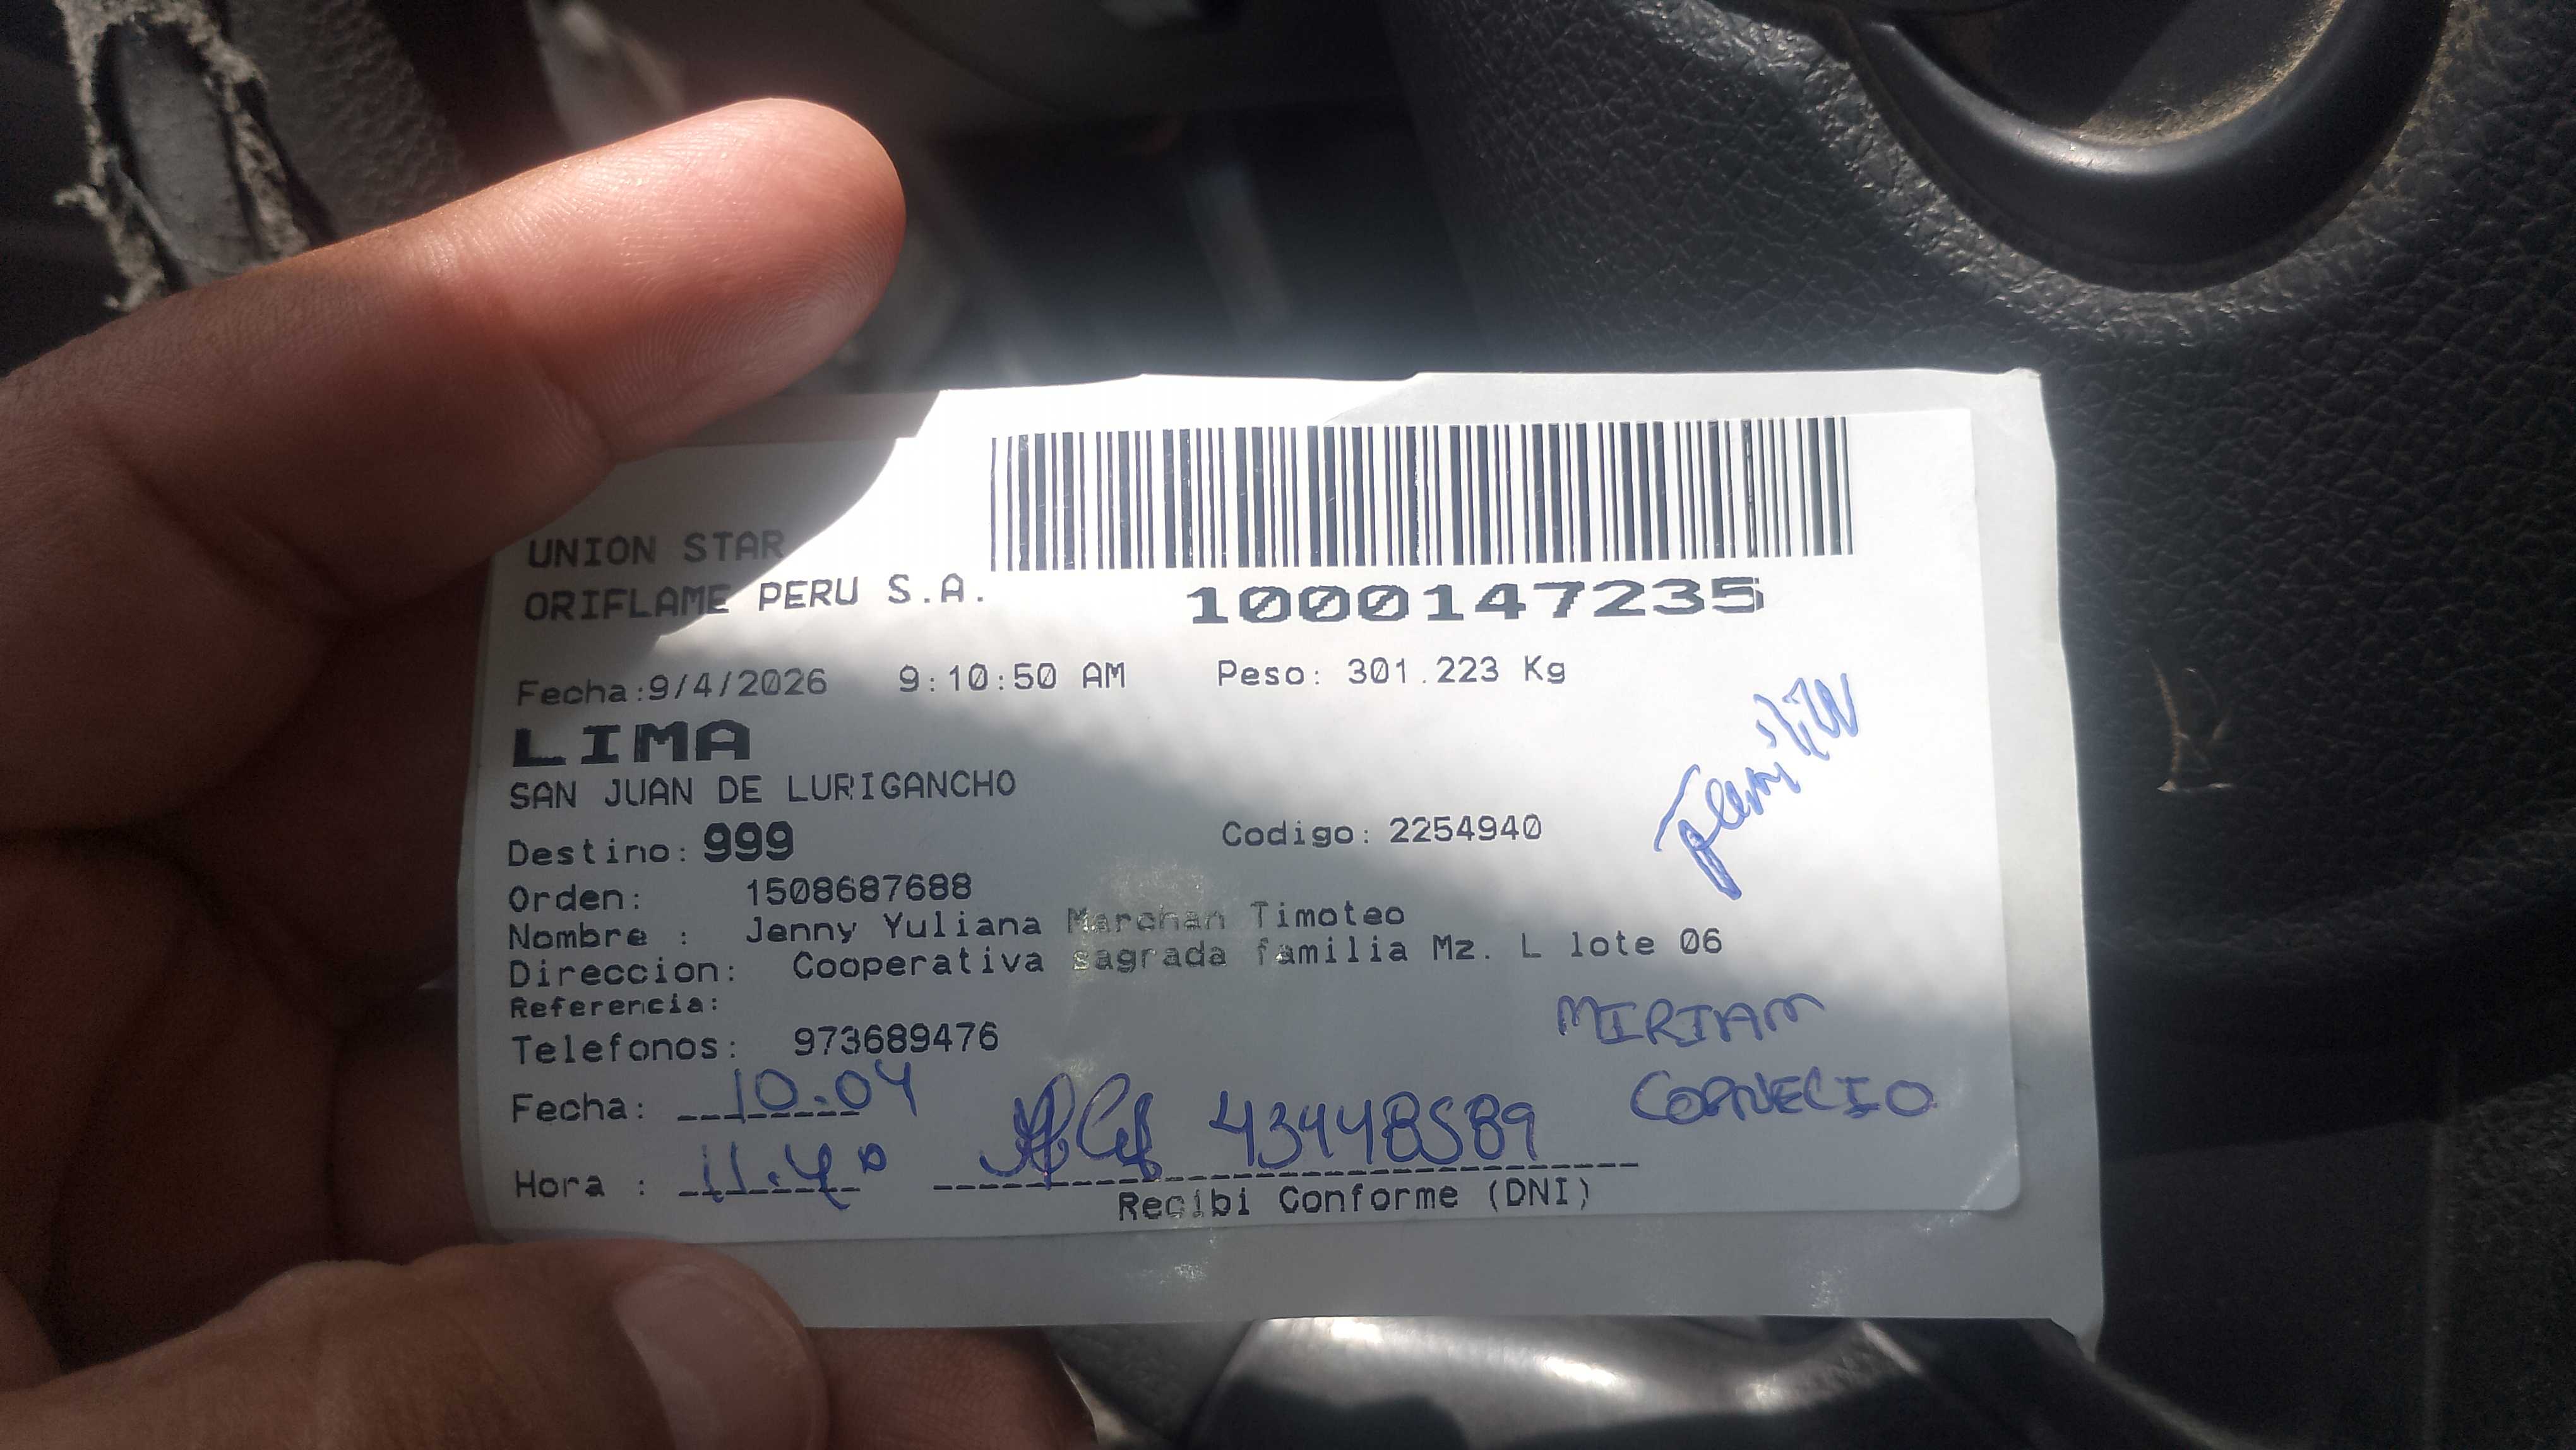 UNION STAR
ORIFLAME PERU S.A.
1000147235
Fecha:9/4/2026 9:10:50 AM Peso: 301.223 Kg
LIMA
SAN JUAN DE LURIGANCHO
Destino: 999 Codigo: 2254940
Orden: 1508687688
Nombre : Jenny Yuliana Marchan Timoteo
Direccion: Cooperativa sagrada familia Mz. L lote 06
Referencia:
Telefonos: 973689476
MIRIAM
CORNECIO
Fecha: 10.04
Hora : 11.40 43448589
Recibi Conforme (DNI)